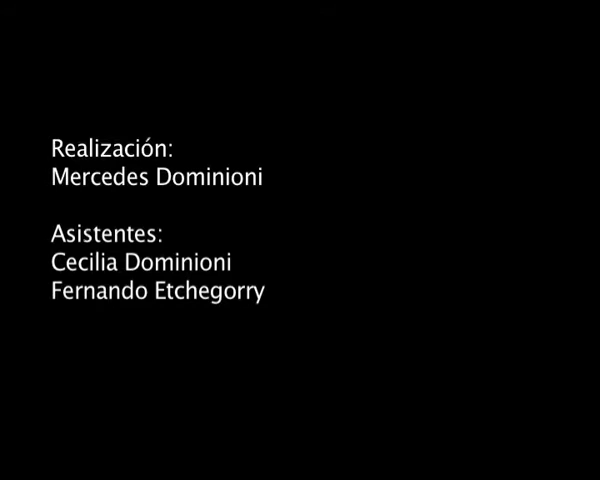 Realización:
Mercedes Dominioni
Asistentes:
Cecilia Dominioni
Fernando Etchegorry